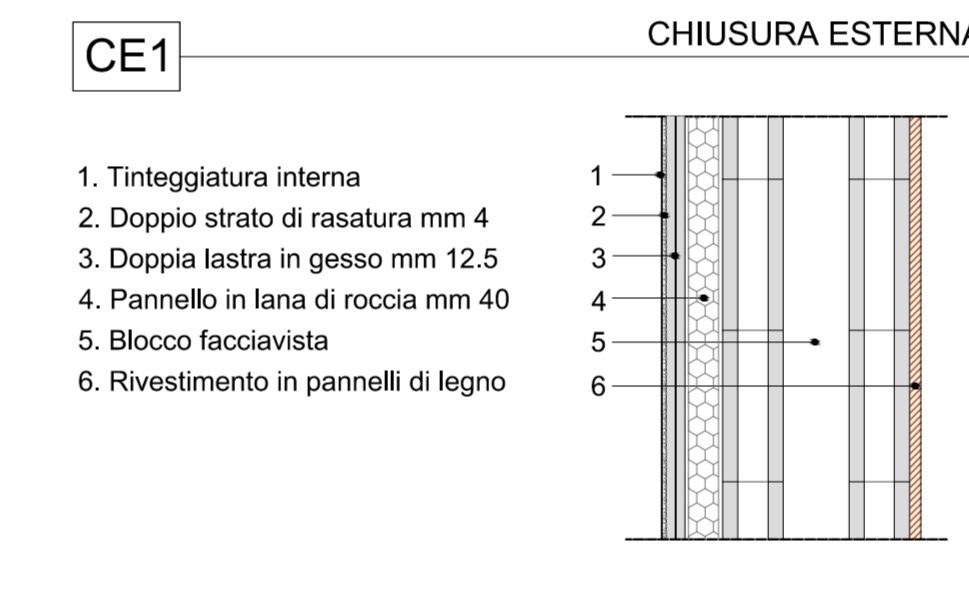 CE1
CHIUSURA ESTERNA
1. Tinteggiatura interna
2. Doppio strato di rasatura mm 4
3. Doppia lastra in gesso mm 12.5
4. Pannello in lana di roccia mm 40
5. Blocco facciavista
6. Rivestimento in pannelli di legno
1
2
3
4
5
6